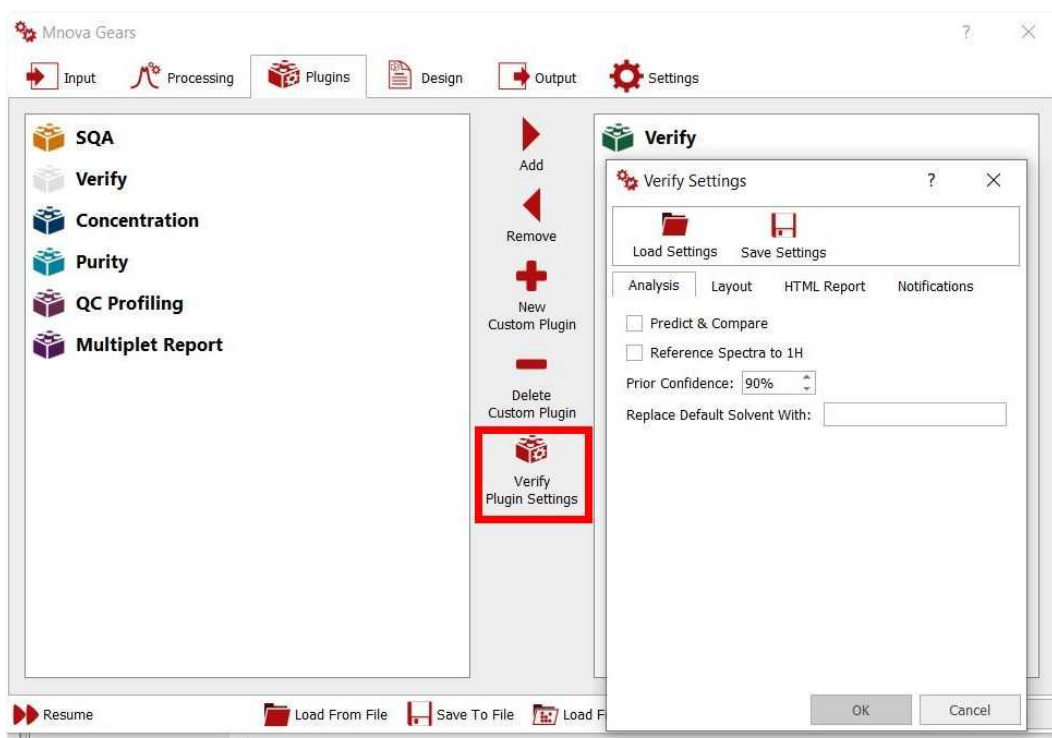 Mnova Gears
?
Input
Processing
Plugins
Design
Output
Settings
SQA
Verify
Concentration
Purity
QC Profiling
Multiplet Report
Add
Remove
New
Custom Plugin
Delete
Custom Plugin
Verify
Plugin Settings
Verify
Verify Settings
?
Load Settings
Save Settings
Analysis
Layout
HTML Report
Notifications
Predict & Compare
Reference Spectra to 1H
Prior Confidence: 90%
Replace Default Solvent With:
OK
Cancel
Resume
Load From File
Save To File
Load F